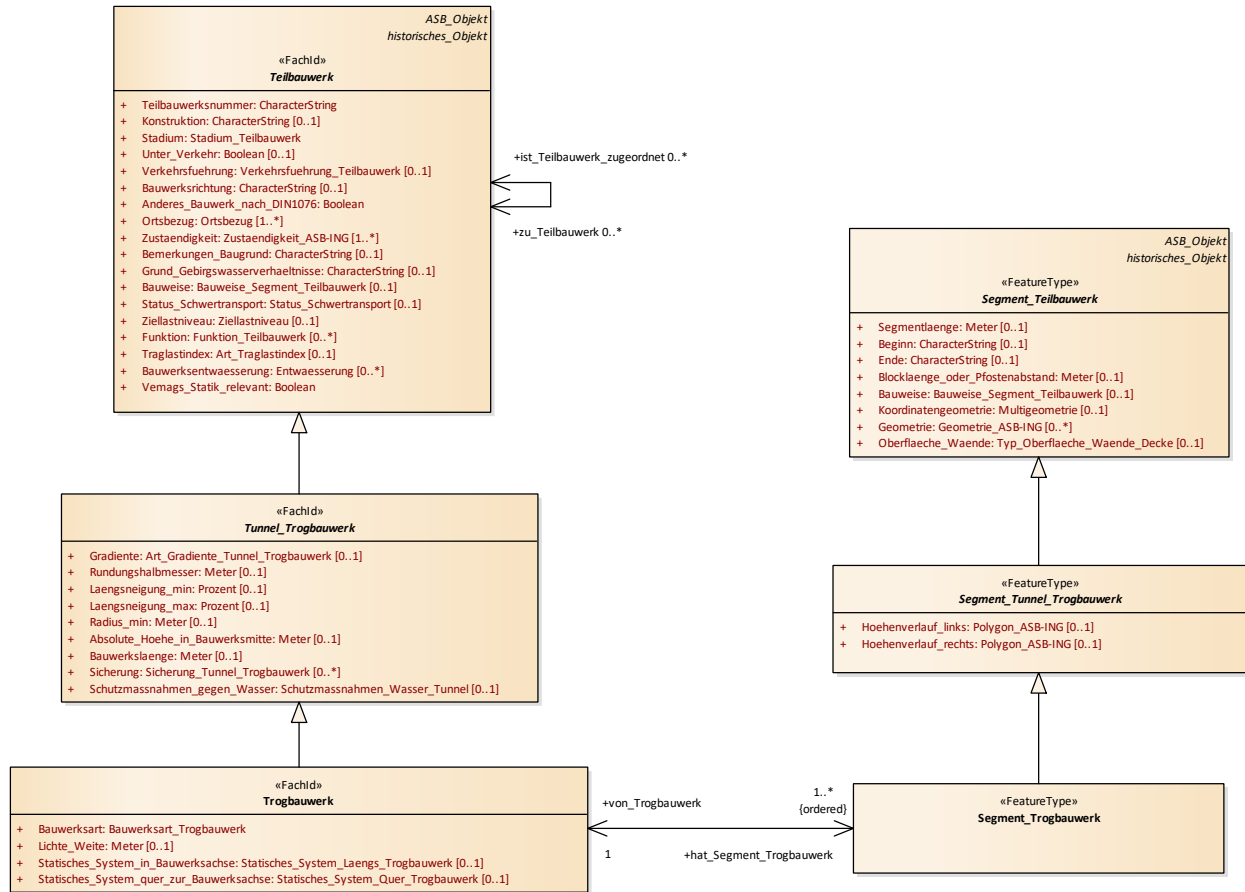 ASB_Objekt
historisches_Objekt
«FachId»
Teilbauwerk
+ Teilbauwerksnummer: CharacterString
+ Konstruktion: CharacterString [0..1]
+ Stadium: Stadium_Teilbauwerk
+ Unter_Verkehr: Boolean [0..1]
+ Verkehrsfuehrung: Verkehrsfuehrung_Teilbauwerk [0..1]
+ Bauwerksrichtung: CharacterString [0..1]
+ Anderes_Bauwerk_nach_DIN1076: Boolean
+ Ortsbezug: Ortsbezug [1..*]
+ Zustaendigkeit: Zustaendigkeit_ASB-ING [1..*]
+ Bemerkungen_Baugrund: CharacterString [0..1]
+ Grund_Gebirgswasserverhaeltnisse: CharacterString [0..1]
+ Bauweise: Bauweise_Segment_Teilbauwerk [0..1]
+ Status_Schwertransport: Status_Schwertransport [0..1]
+ Ziellastniveau: Ziellastniveau [0..1]
+ Funktion: Funktion_Teilbauwerk [0..*]
+ Traglastindex: Art_Traglastindex [0..1]
+ Bauwerksentwaesserung: Entwaesserung [0..*]
+ Vemags_Statik_relevant: Boolean
+ist_Teilbauwerk_zugeordnet 0..*
+zu_Teilbauwerk 0..*
ASB_Objekt
historisches_Objekt
«FeatureType»
Segment_Teilbauwerk
+ Segmentlaenge: Meter [0..1]
+ Beginn: CharacterString [0..1]
+ Ende: CharacterString [0..1]
+ Blocklaenge_oder_Pfostenabstand: Meter [0..1]
+ Bauweise: Bauweise_Segment_Teilbauwerk [0..1]
+ Koordinatengeometrie: Multigeometrie [0..1]
+ Geometrie: Geometrie_ASB-ING [0..*]
+ Oberflaeche_Waende: Typ_Oberflaeche_Waende_Decke [0..1]
«FachId»
Tunnel_Trogbauwerk
+ Gradiente: Art_Gradiente_Tunnel_Trogbauwerk [0..1]
+ Rundungshalbmesser: Meter [0..1]
+ Laengsneigung_min: Prozent [0..1]
+ Laengsneigung_max: Prozent [0..1]
+ Radius_min: Meter [0..1]
+ Absolute_Hoehe_in_Bauwerksmitte: Meter [0..1]
+ Bauwerkslaenge: Meter [0..1]
+ Sicherung: Sicherung_Tunnel_Trogbauwerk [0..*]
+ Schutzmassnahmen_gegen_Wasser: Schutzmassnahmen_Wasser_Tunnel [0..1]
«FeatureType»
Segment_Tunnel_Trogbauwerk
+ Hoehenverlauf_links: Polygon_ASB-ING [0..1]
+ Hoehenverlauf_rechts: Polygon_ASB-ING [0..1]
«FachId»
Trogbauwerk
+ Bauwerksart: Bauwerksart_Trogbauwerk
+ Lichte_Weite: Meter [0..1]
+ Statisches_System_in_Bauwerksachse: Statisches_System_Laengs_Trogbauwerk [0..1]
+ Statisches_System_quer_zur_Bauwerksachse: Statisches_System_Quer_Trogbauwerk [0..1]
+von_Trogbauwerk
1
1..*
{ordered}
+hat_Segment_Trogbauwerk
«FeatureType»
Segment_Trogbauwerk